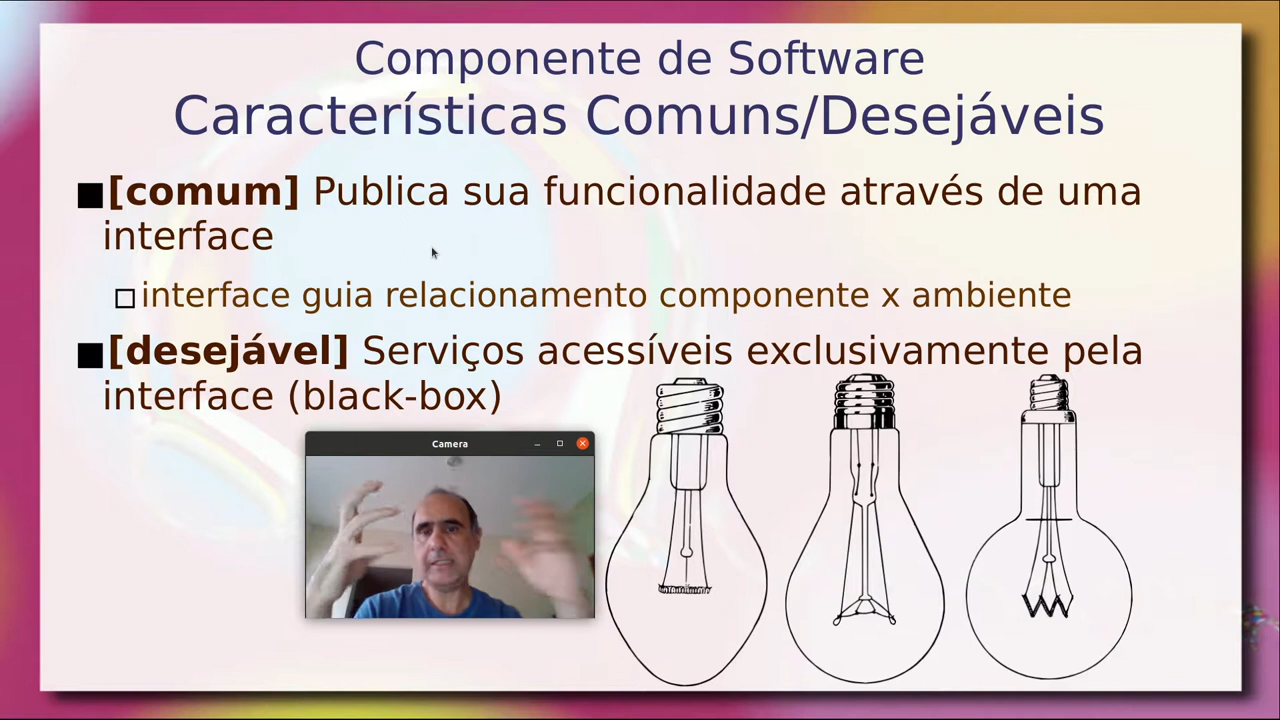 Componente de Software
Características Comuns/Desejáveis
[comum] Publica sua funcionalidade através de uma
interface
interface guia relacionamento componente x ambiente
[desejável] Serviços acessíveis exclusivamente pela
interface (black-box)
Camera